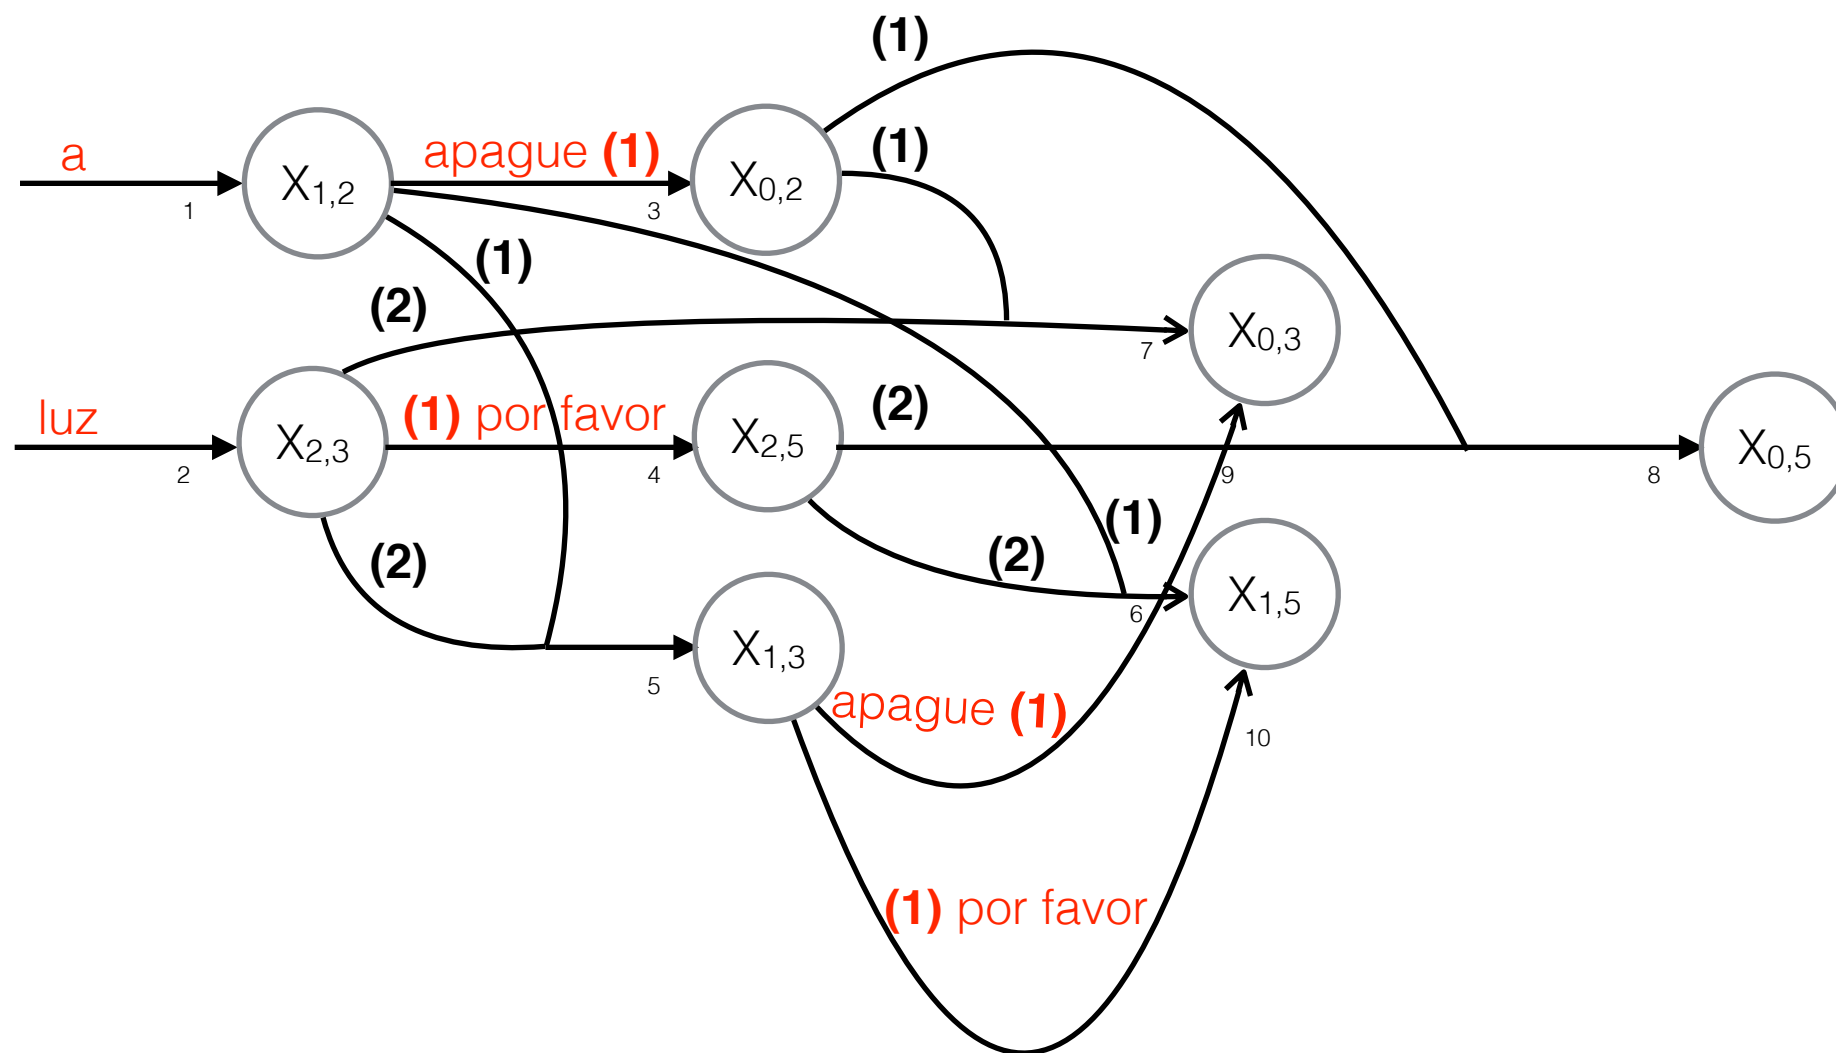 (1)
a
apague (1)
(1)
X1,2
X0,2
1
3
(1)
(2)
X0,3
7
luz
(1) por favor
(2)
X2,3
X2,5
X0,5
2
4
9
8
(1)
(2)
(2)
X1,5
6
X1,3
5
apague (1)
10
(1) por favor